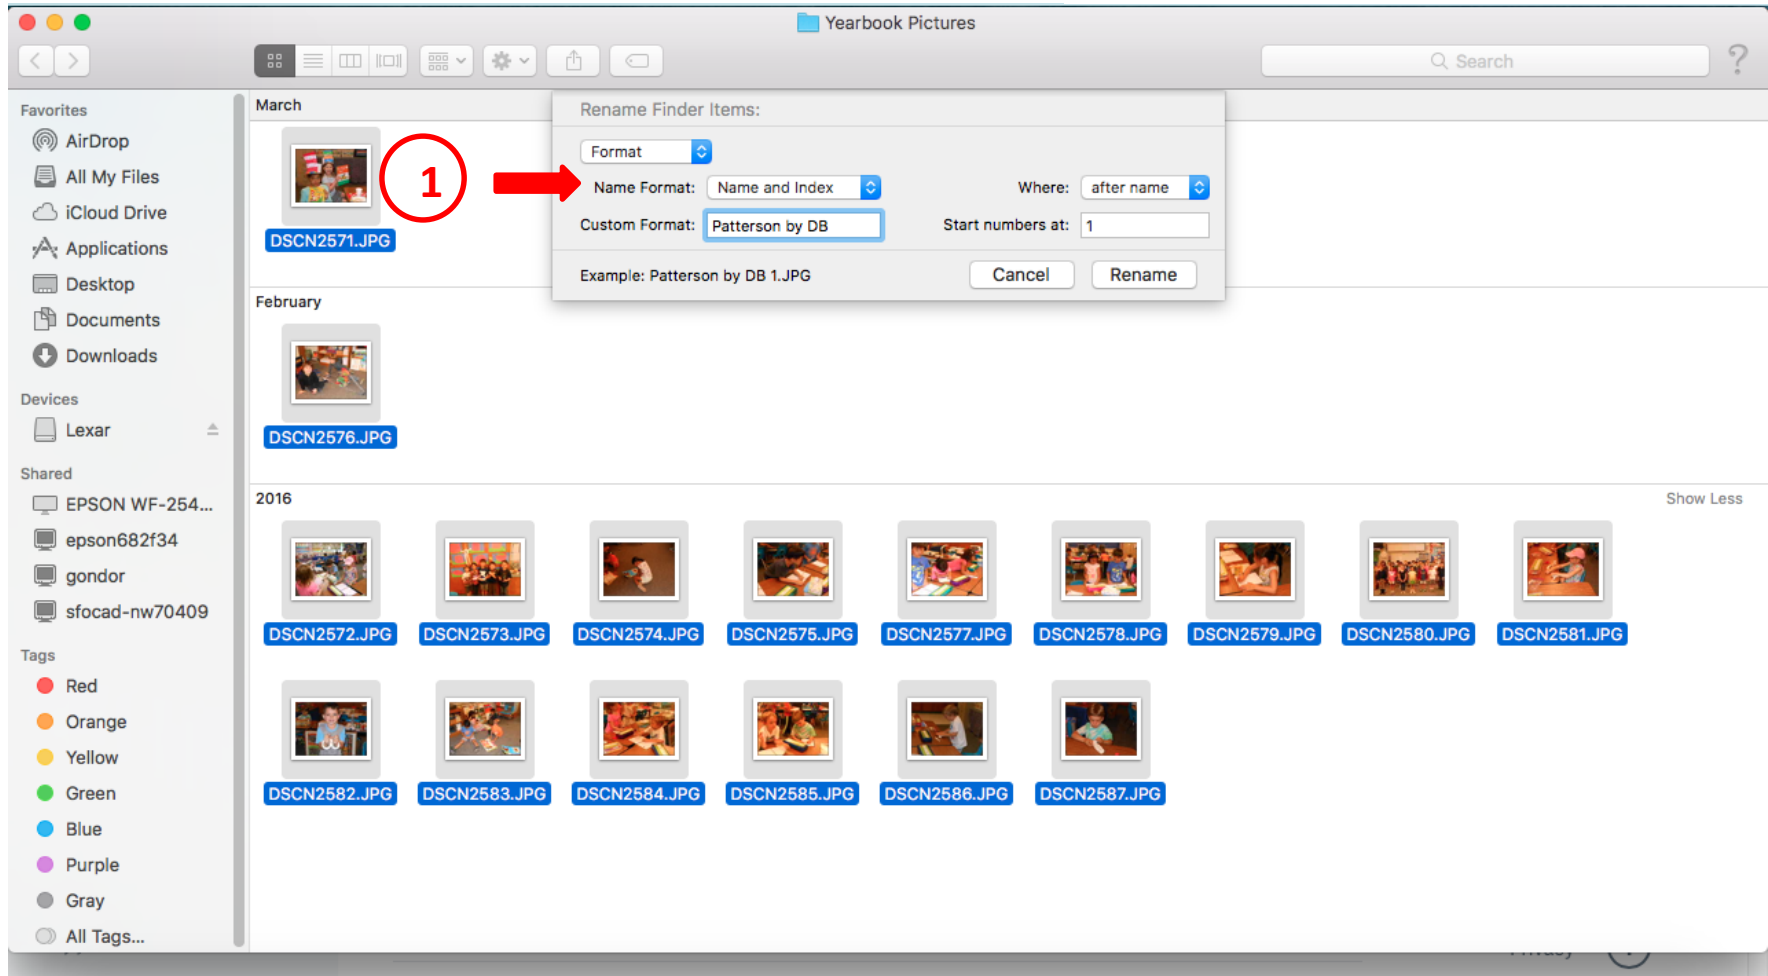 Yearbook Pictures
Search
?
Favorites
AirDrop
All My Files
iCloud Drive
Applications
Desktop
Documents
Downloads
Devices
Lexar
Shared
EPSON WF-254...
epson682f34
gondor
sfocad-nw70409
Tags
Red
Orange
Yellow
Green
Blue
Purple
Gray
All Tags...
March
DSCN2571.JPG
1
Rename Finder Items:
Format
Name Format: Name and Index Where: after name
Custom Format: Patterson by DB Start numbers at: 1
Example: Patterson by DB 1.JPG Cancel Rename
February
DSCN2576.JPG
2016 Show Less
DSCN2572.JPG DSCN2573.JPG DSCN2574.JPG DSCN2575.JPG DSCN2577.JPG DSCN2578.JPG DSCN2579.JPG DSCN2580.JPG DSCN2581.JPG
DSCN2582.JPG DSCN2583.JPG DSCN2584.JPG DSCN2585.JPG DSCN2586.JPG DSCN2587.JPG